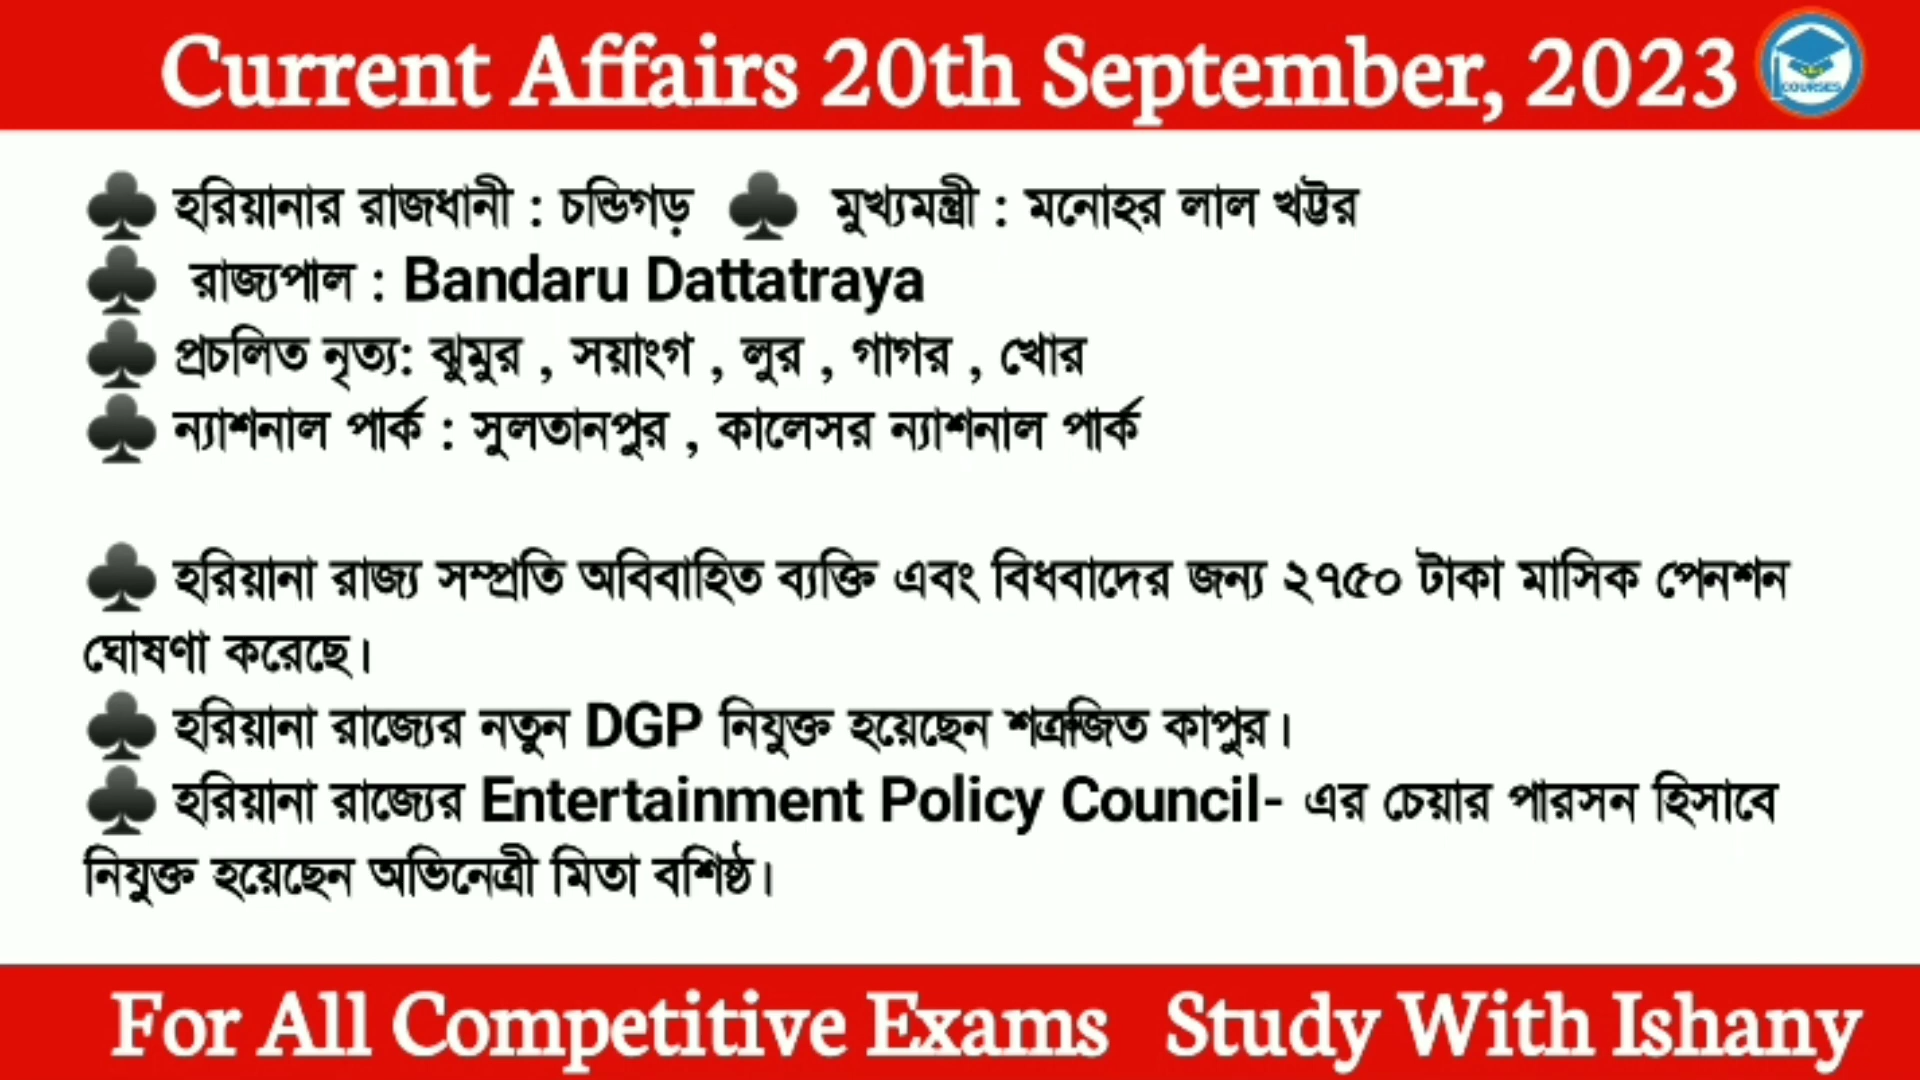 Current Affairs 20th September, 2023
COURSES
♣ হরিয়ানার রাজধানী : চন্ডিগড় ♣ মুখ্যমন্ত্রী : মনোহর লাল খট্টর
♣ রাজ্যপাল : Bandaru Dattatraya
♣ প্রচলিত নৃত্য: ঝুমুর , সয়াংগ , লুর , গাগর , খোর
♣ ন্যাশনাল পার্ক : সুলতানপুর , কালেসর ন্যাশনাল পার্ক
♣ হরিয়ানা রাজ্য সম্প্রতি অবিবাহিত ব্যক্তি এবং বিধবাদের জন্য ২৭৫০ টাকা মাসিক পেনশন
ঘোষণা করেছে।
♣ হরিয়ানা রাজ্যের নতুন DGP নিযুক্ত হয়েছেন শত্রুজিত কাপুর।
♣ হরিয়ানা রাজ্যের Entertainment Policy Council- এর চেয়ার পারসন হিসাবে
নিযুক্ত হয়েছেন অভিনেত্রী মিতা বশিষ্ঠ।
For All Competitive Exams Study With Ishany